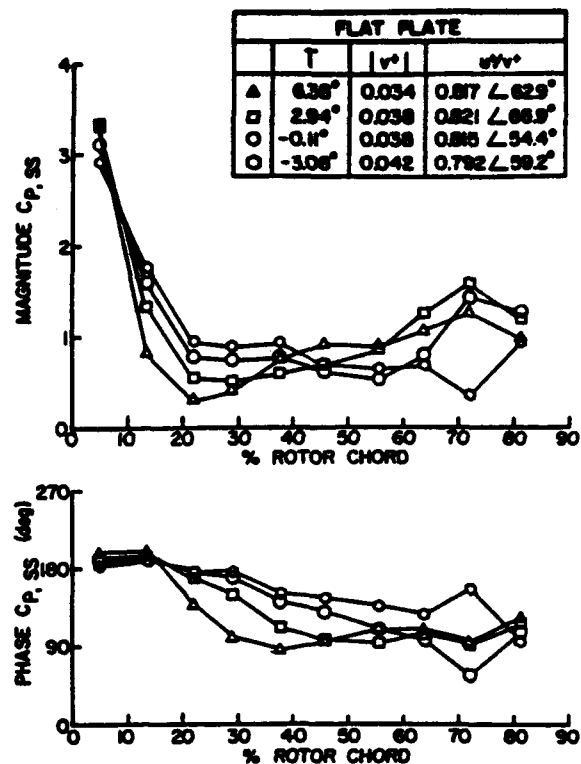 FLAT PLATE
ī |v⁺| u⁺/v⁺
△ 6.38° 0.034 0.817 ∠62.9°
□ 2.94° 0.038 0.821 ∠66.9°
○ -0.11° 0.038 0.815 ∠54.4°
⬡ -3.08° 0.042 0.792 ∠59.2°
MAGNITUDE Cp,SS
4
3
2
1
0
0 10 20 30 40 50 60 70 80 90
% ROTOR CHORD
PHASE Cp,SS (deg)
270
180
90
0
0 10 20 30 40 50 60 70 80 90
% ROTOR CHORD